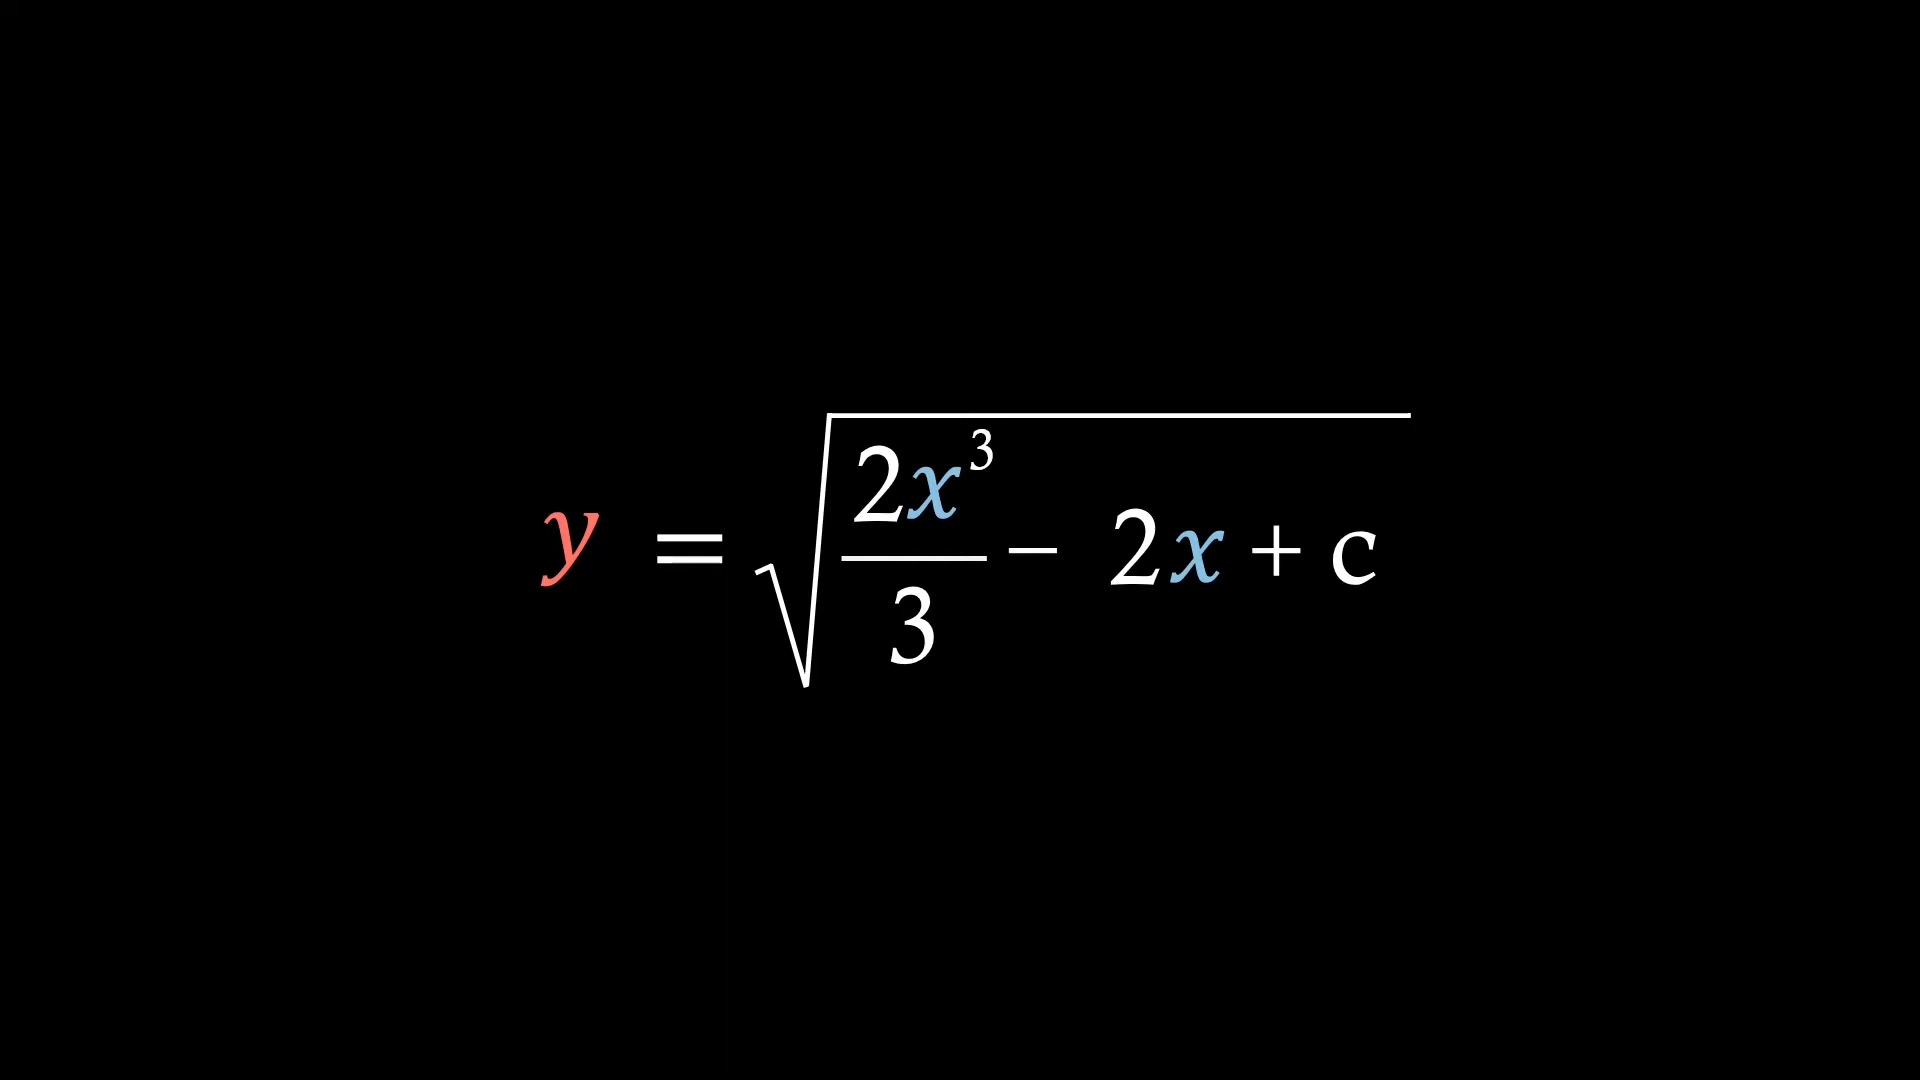 y = √(2x³/3 − 2x + c)